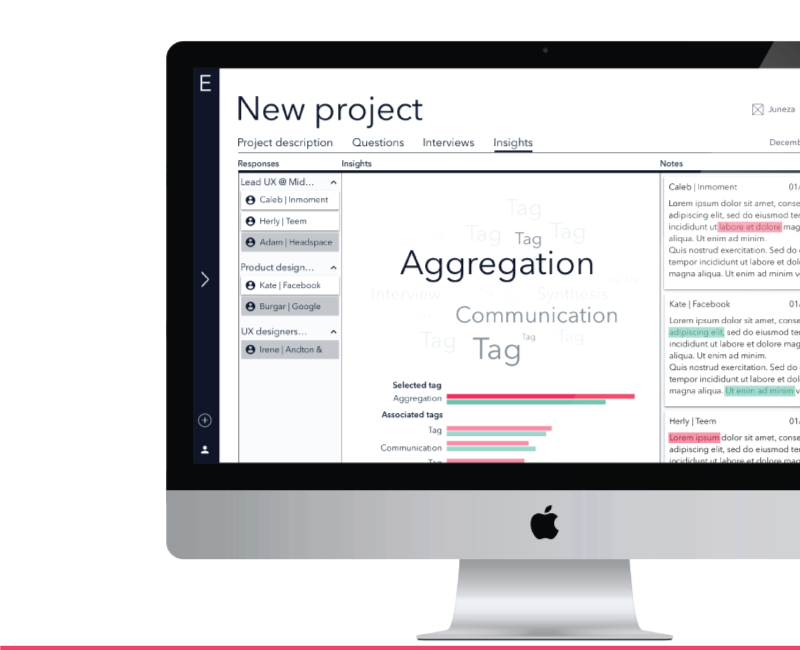 E
New project
Juneza
Project description Questions Interviews Insights
Decemb
Responses Insights Notes
Lead UX @ Mid...
Caleb | Inmoment
Herly | Teem
Adam | Headspace
Product design...
Kate | Facebook
Burgar | Google
UX designers...
Irene | Andton &
Tag
Tag
Tag
Tag
Aggregation
Interview
Synthesis
Communication
Tag
Tag
Tag
Tag
Selected tag
Aggregation
Associated tags
Tag
Communication
Tag
Caleb | Inmoment 01/
Lorem ipsum dolor sit amet, conse
adipiscing elit, sed do eiusmod ter
incididunt ut labore et dolore mag
aliqua. Ut enim ad minim.
Quis nostrud exercitation. Sed do
tempor incididunt ut labore et dol
magna aliqua. Ut enim ad minim v
Kate | Facebook 01/
Lorem ipsum dolor sit amet, conse
adipiscing elit, sed do eiusmod ter
incididunt ut labore et dolore mag
aliqua. Ut enim ad minim.
Quis nostrud exercitation. Sed do
tempor incididunt ut labore et dol
magna aliqua. Ut enim ad minim v
Herly | Teem 01/
Lorem ipsum dolor sit amet, conse
adipiscing elit, sed do eiusmod ter
incididunt ut labore et dolore mag